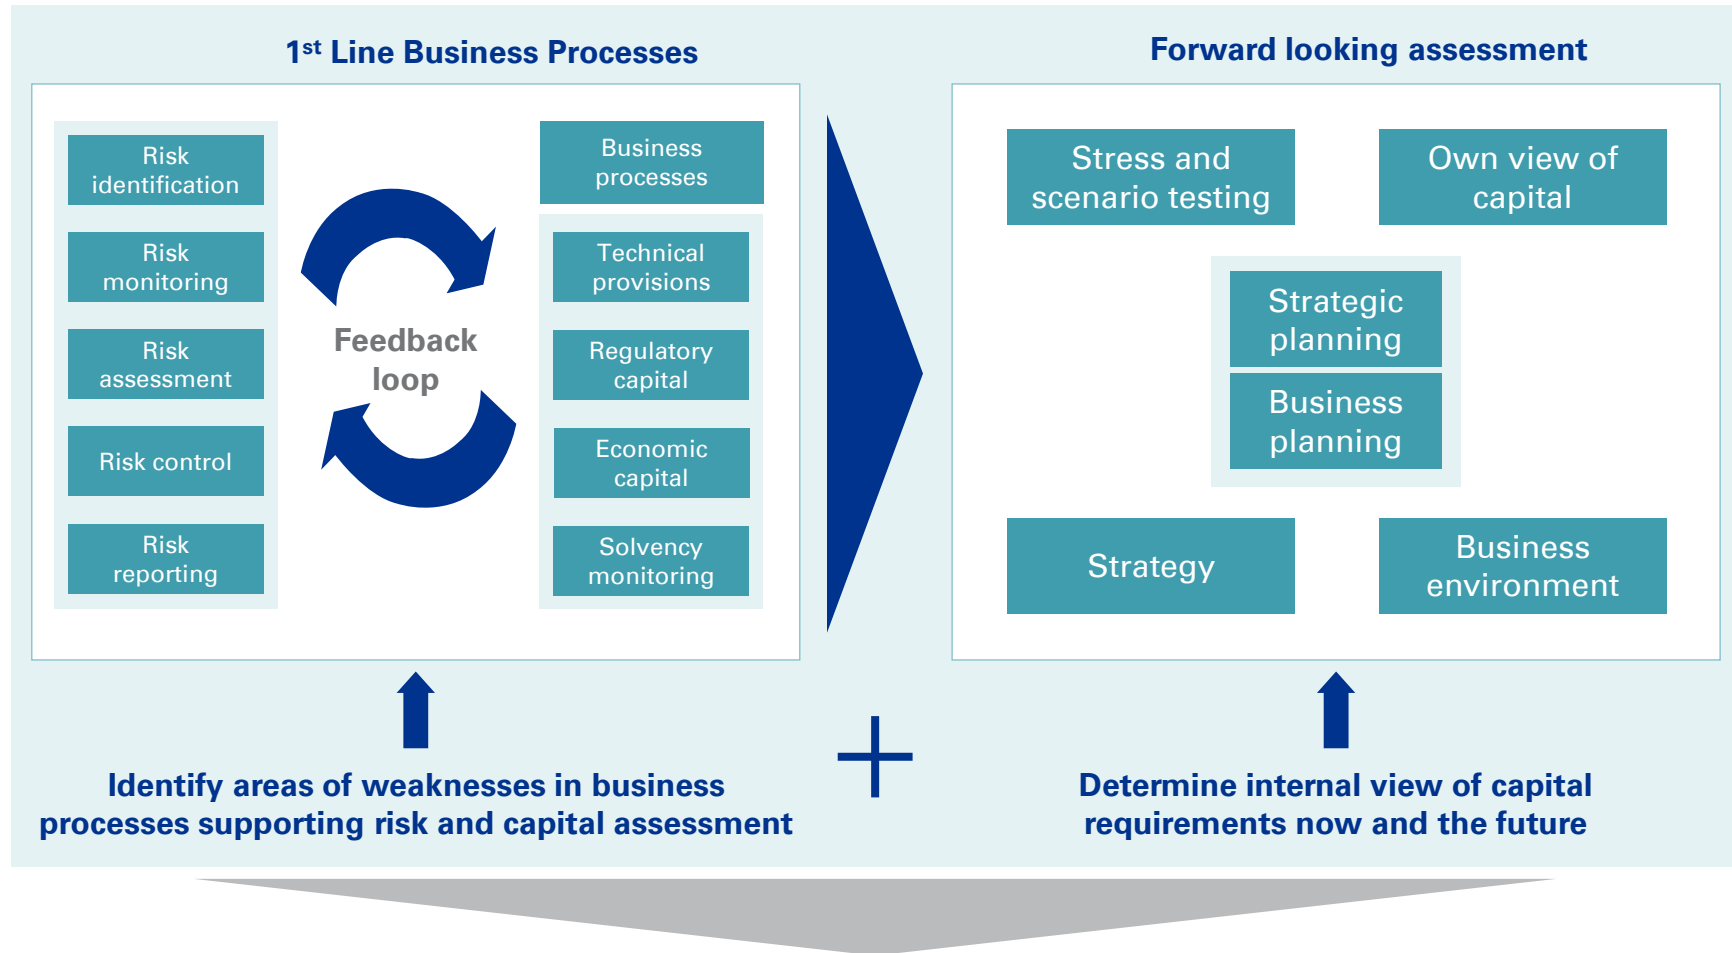 1st Line Business Processes
Risk
identification
Risk
monitoring
Risk
assessment
Risk control
Risk
reporting
Feedback
loop
Business
processes
Technical
provisions
Regulatory
capital
Economic
capital
Solvency
monitoring
Identify areas of weaknesses in business
processes supporting risk and capital assessment
Forward looking assessment
Stress and
scenario testing
Own view of
capital
Strategic
planning
Business
planning
Strategy
Business
environment
Determine internal view of capital
requirements now and the future